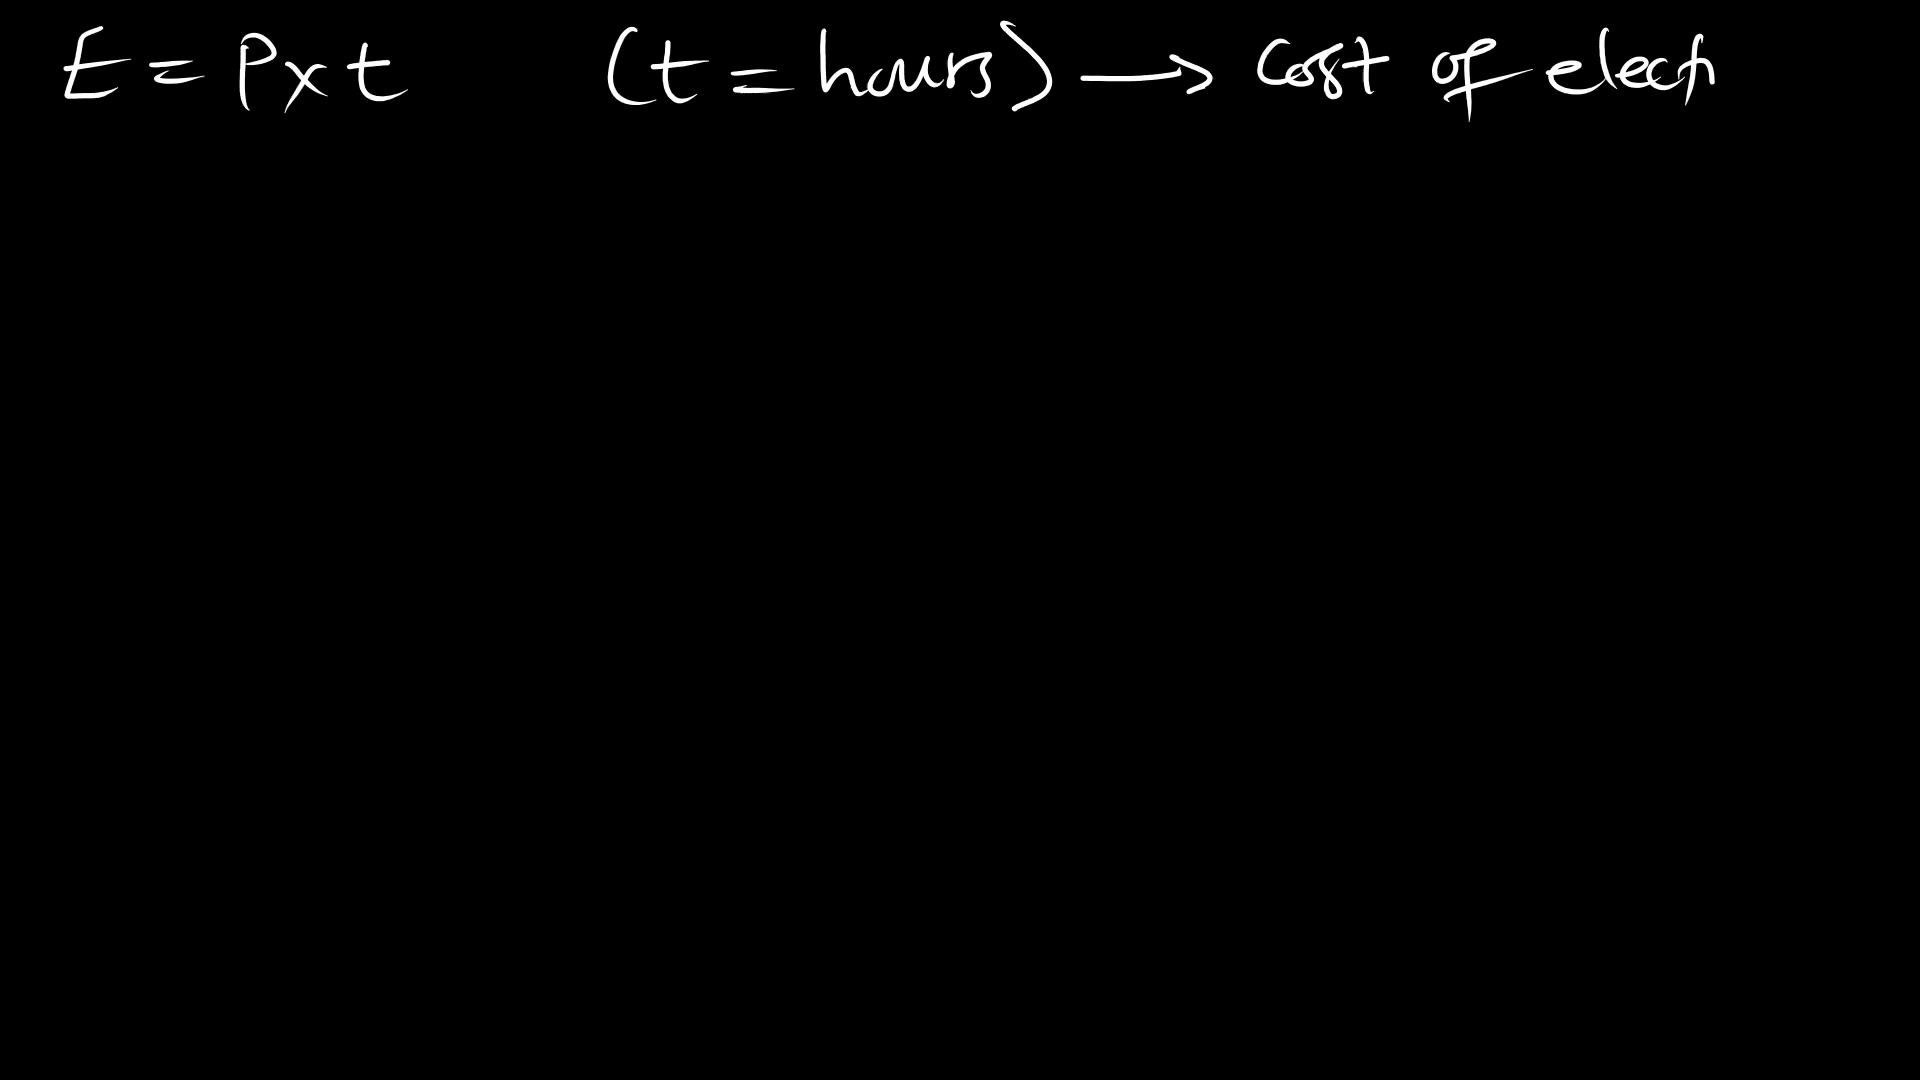 E = P x t (t = hours) → Cost of elect